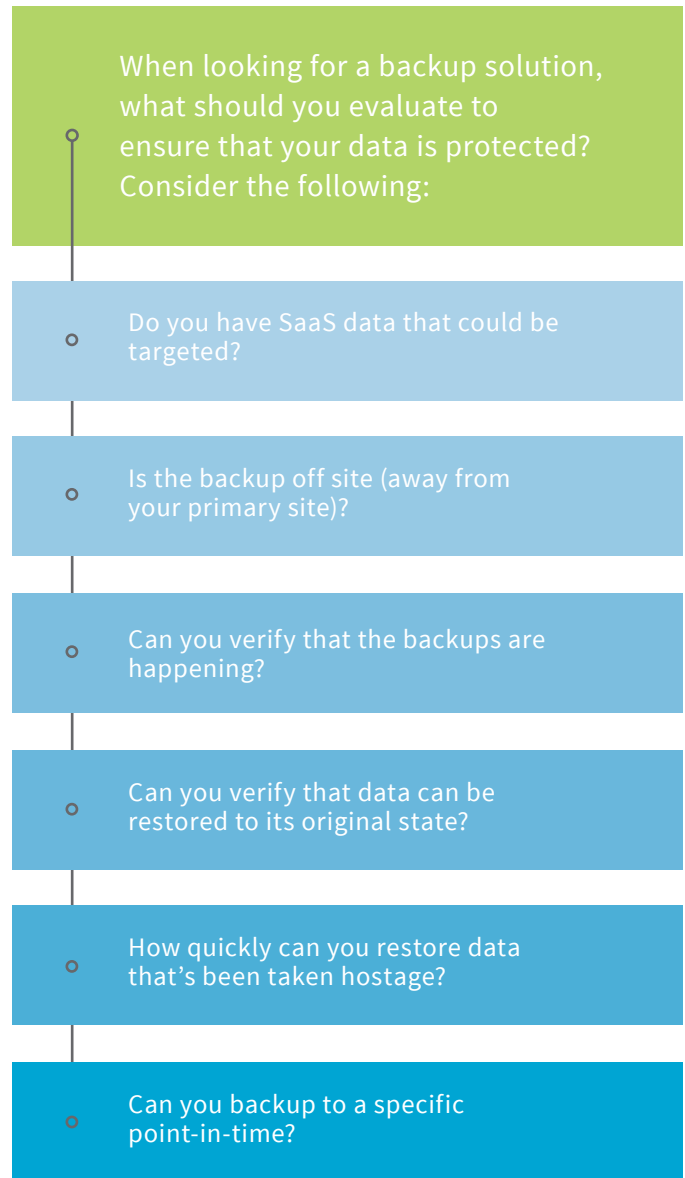 When looking for a backup solution,
what should you evaluate to
ensure that your data is protected?
Consider the following:
Do you have SaaS data that could be
targeted?
Is the backup off site (away from
your primary site)?
Can you verify that the backups are
happening?
Can you verify that data can be
restored to its original state?
How quickly can you restore data
that’s been taken hostage?
Can you backup to a specific
point-in-time?